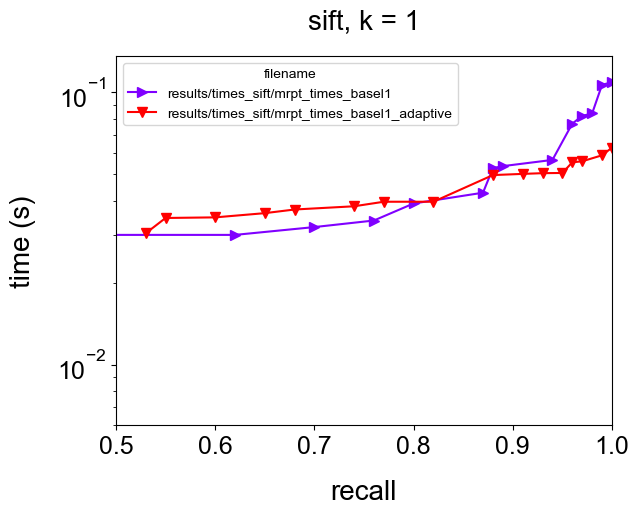 sift, k = 1
filename
results/times_sift/mrpt_times_basel1
results/times_sift/mrpt_times_basel1_adaptive
time (s)
10⁻¹
10⁻²
0.5 0.6 0.7 0.8 0.9 1.0
recall